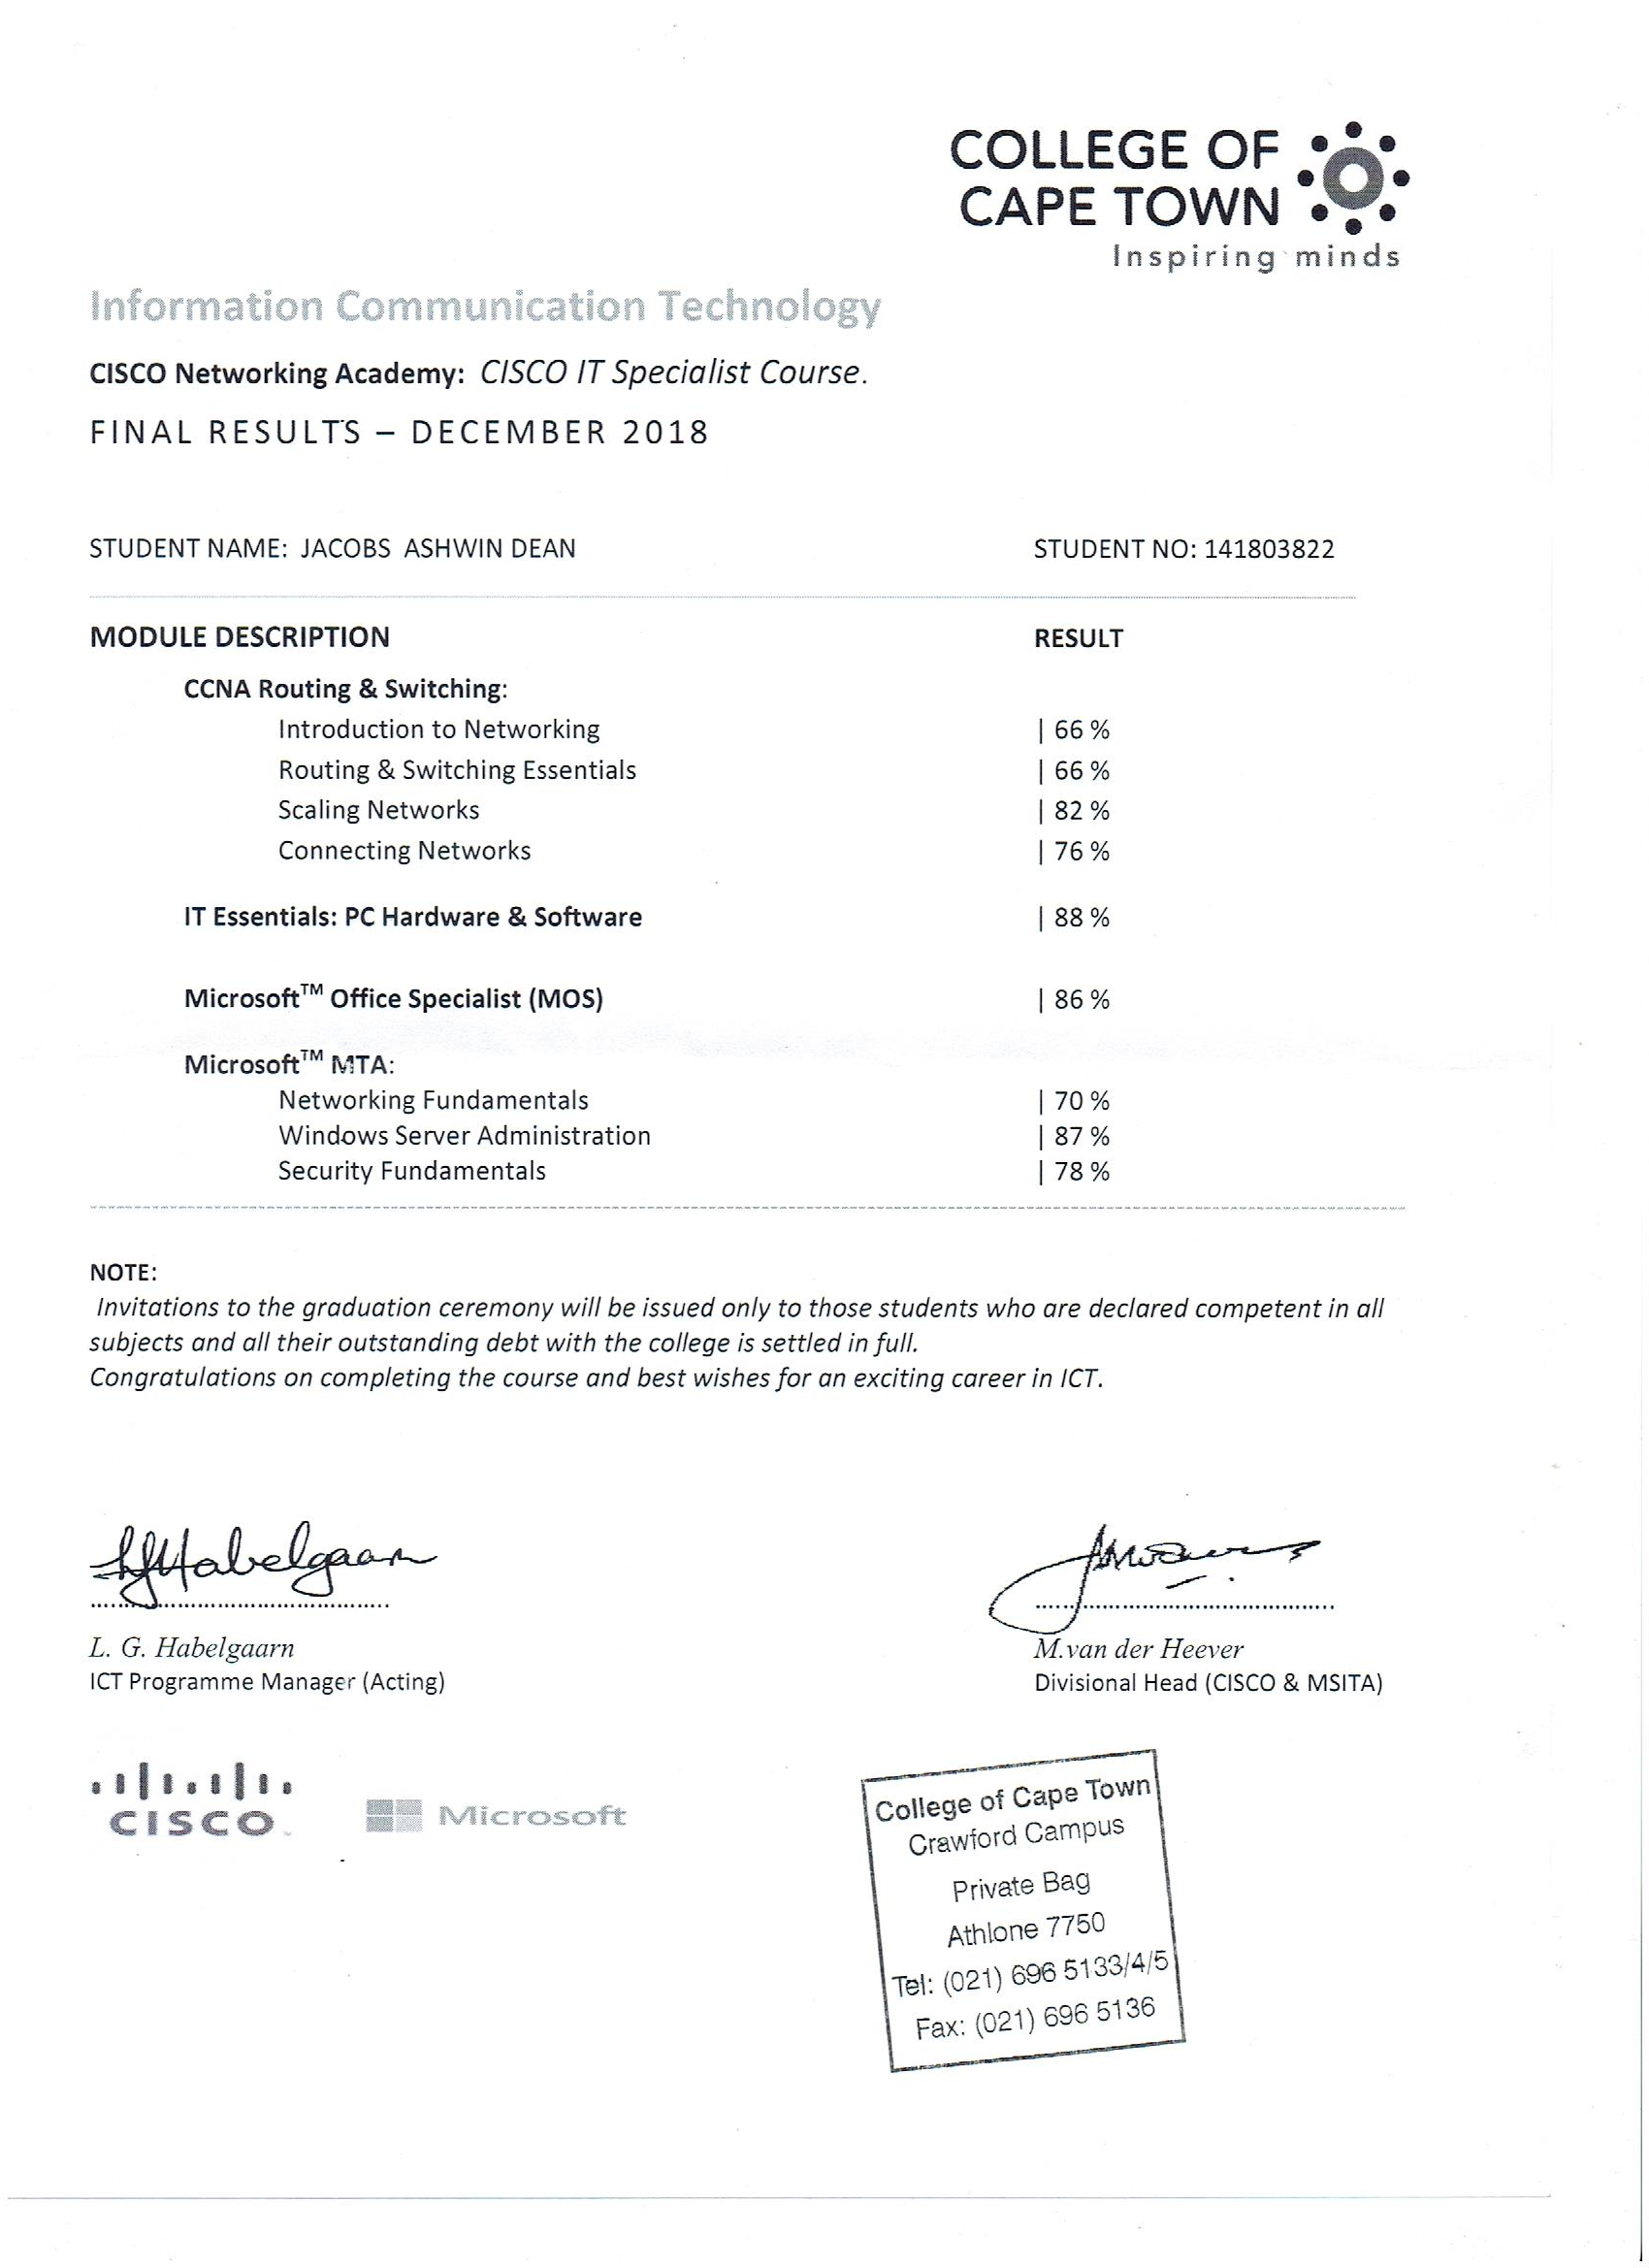 COLLEGE OF
CAPE TOWN
Inspiring minds
Information Communication Technology
CISCO Networking Academy: CISCO IT Specialist Course.
FINAL RESULTS – DECEMBER 2018
STUDENT NAME: JACOBS ASHWIN DEAN STUDENT NO: 141803822
MODULE DESCRIPTION RESULT
CCNA Routing & Switching:
Introduction to Networking | 66 %
Routing & Switching Essentials | 66 %
Scaling Networks | 82 %
Connecting Networks | 76 %
IT Essentials: PC Hardware & Software | 88 %
Microsoft™ Office Specialist (MOS) | 86 %
Microsoft™ MTA:
Networking Fundamentals | 70 %
Windows Server Administration | 87 %
Security Fundamentals | 78 %
NOTE:
Invitations to the graduation ceremony will be issued only to those students who are declared competent in all
subjects and all their outstanding debt with the college is settled in full.
Congratulations on completing the course and best wishes for an exciting career in ICT.
L. G. Habelgaarn M.van der Heever
ICT Programme Manager (Acting) Divisional Head (CISCO & MSITA)
CISCO Microsoft
College of Cape Town
Crawford Campus
Private Bag
Athlone 7750
Tel: (021) 696 5133/4/5
Fax: (021) 696 5136